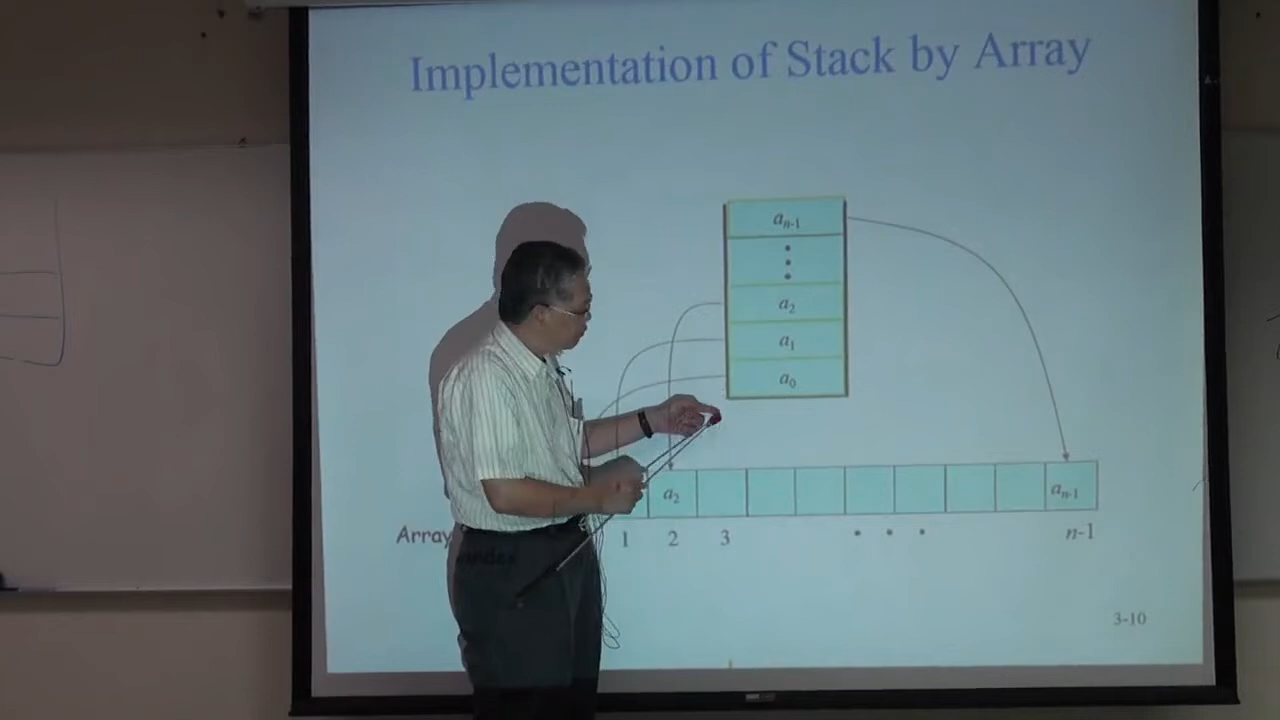 Implementation of Stack by Array
aₙ₋₁
a₂
a₁
a₀
a₂ aₙ₋₁
Array 1 2 3 • • • n-1
index
3-10